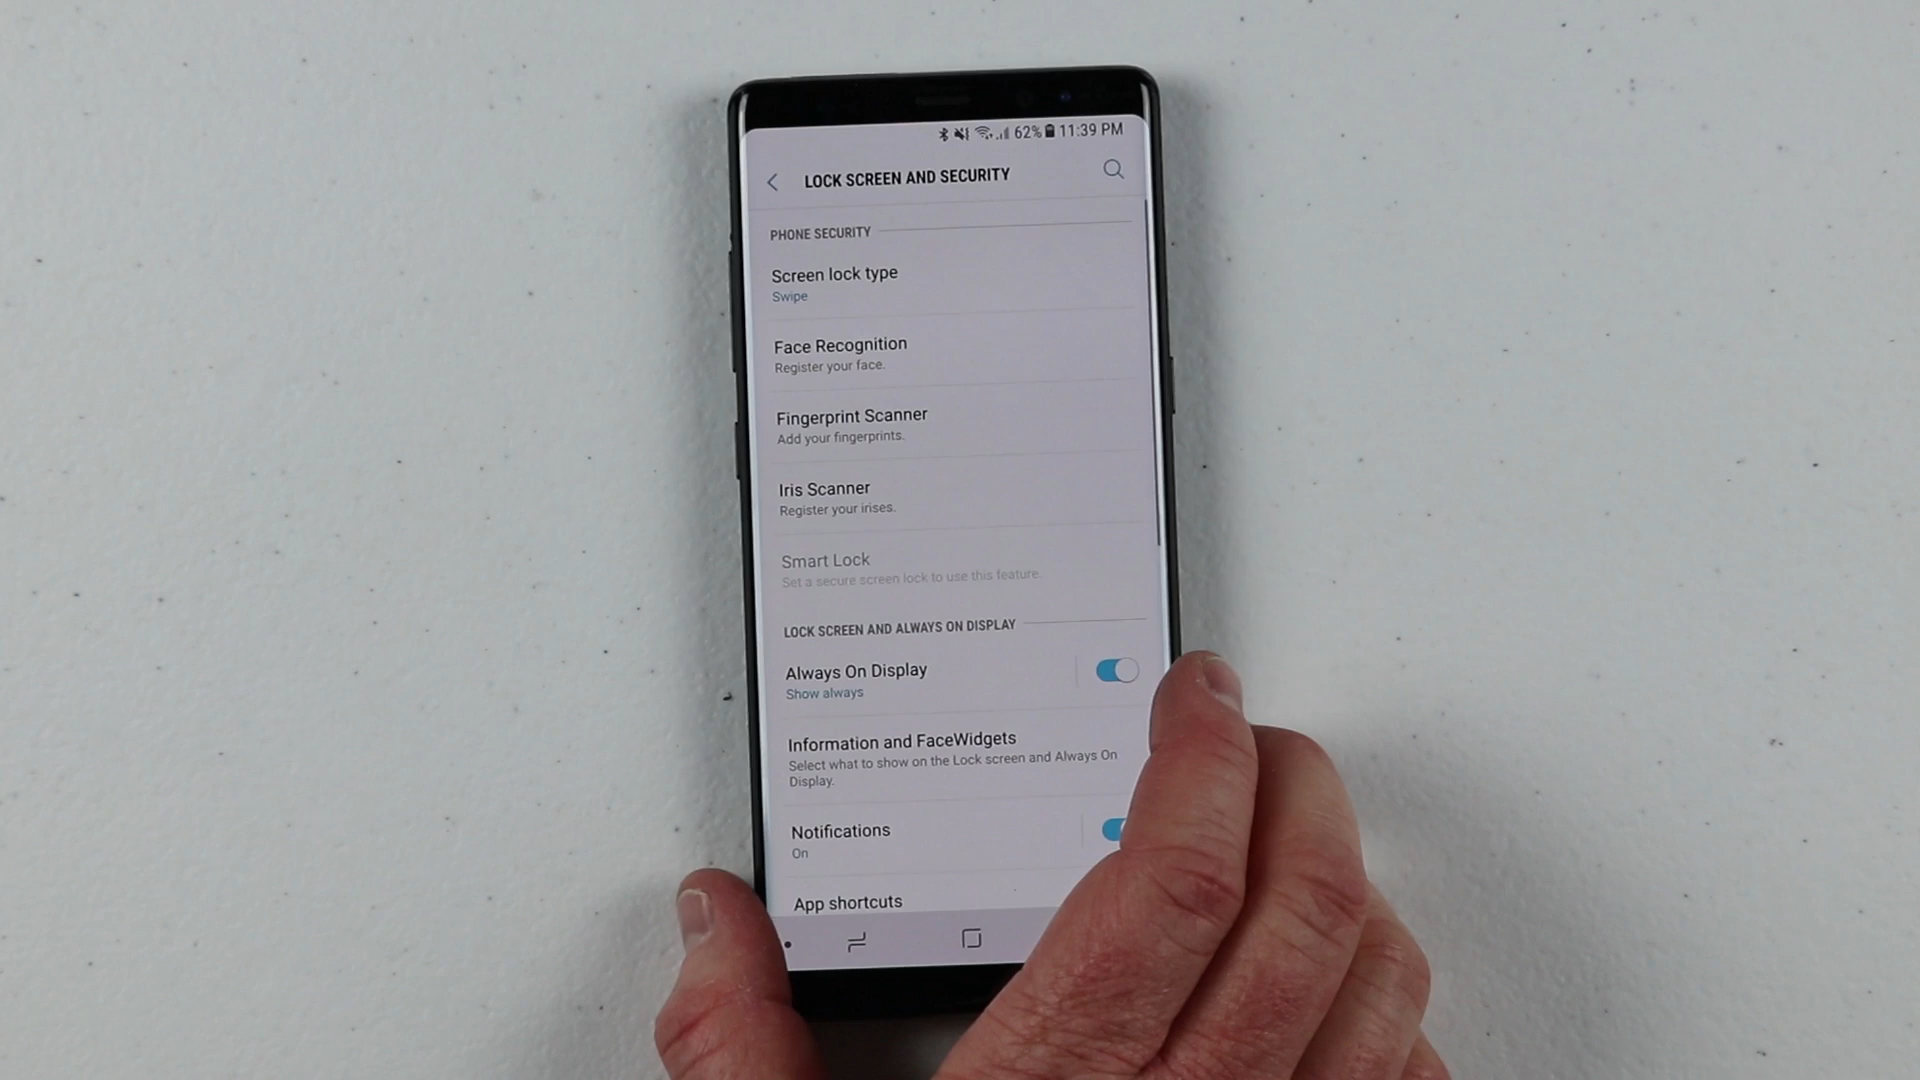 62% 11:39 PM
LOCK SCREEN AND SECURITY
PHONE SECURITY
Screen lock type
Swipe
Face Recognition
Register your face.
Fingerprint Scanner
Add your fingerprints.
Iris Scanner
Register your irises.
Smart Lock
Set a secure screen lock to use this feature.
LOCK SCREEN AND ALWAYS ON DISPLAY
Always On Display
Show always
Information and FaceWidgets
Select what to show on the Lock screen and Always On
Display.
Notifications
On
App shortcuts